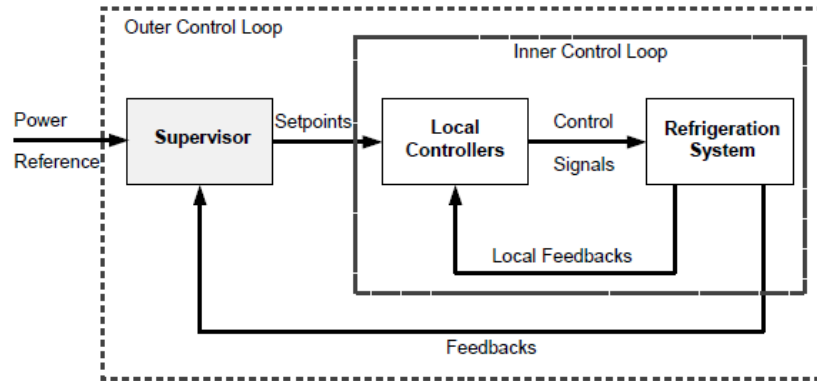 Outer Control Loop
Inner Control Loop
Power
Reference
Supervisor
Setpoints
Local
Controllers
Control
Signals
Refrigeration
System
Local Feedbacks
Feedbacks